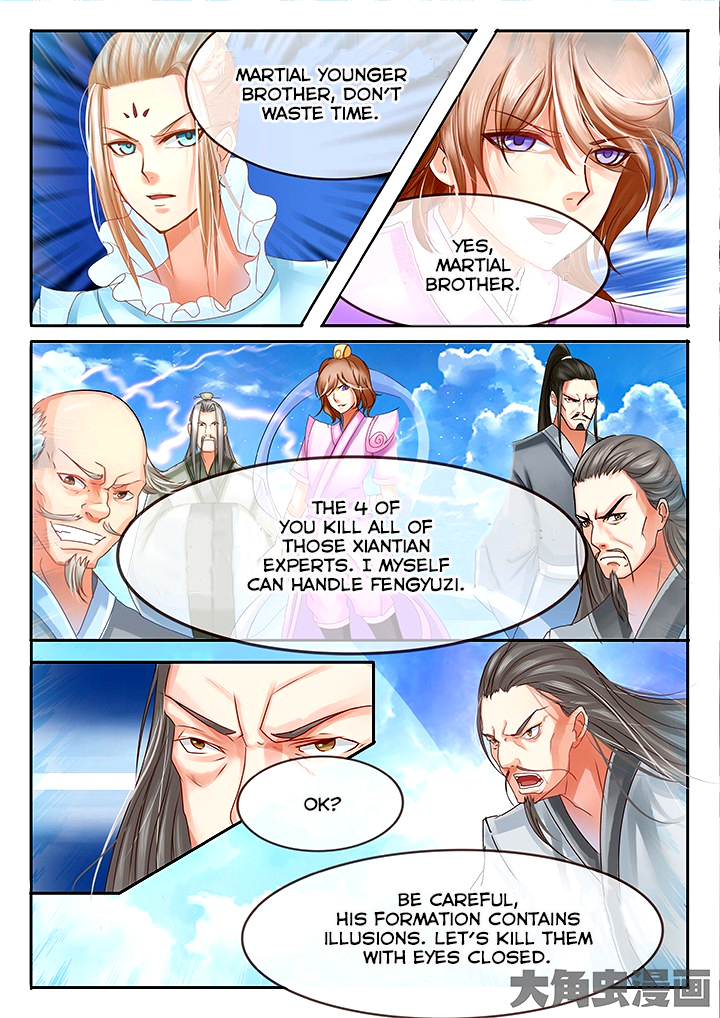 MARTIAL YOUNGER
BROTHER, DON'T
WASTE TIME.
YES,
MARTIAL
BROTHER.
THE 4 OF
YOU KILL ALL OF
THOSE XIANTIAN
EXPERTS. I MYSELF
CAN HANDLE FENGYUZI.
OK?
BE CAREFUL,
HIS FORMATION CONTAINS
ILLUSIONS. LET'S KILL THEM
WITH EYES CLOSED.
大角虫漫画